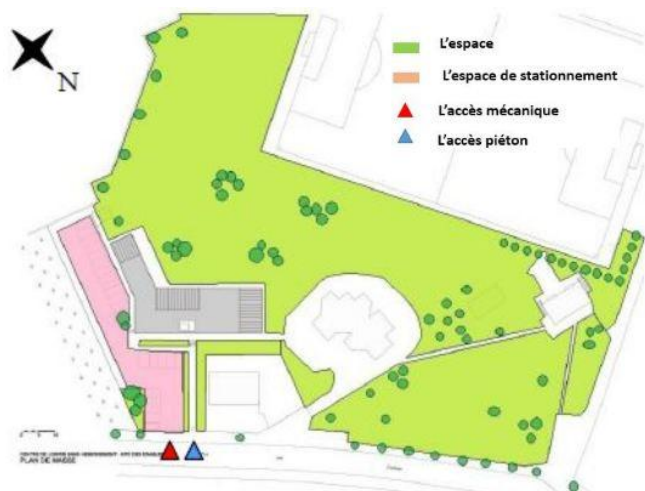 N
L'espace
L'espace de stationnement
L'accès mécanique
L'accès piéton
PLAN DE MASSE